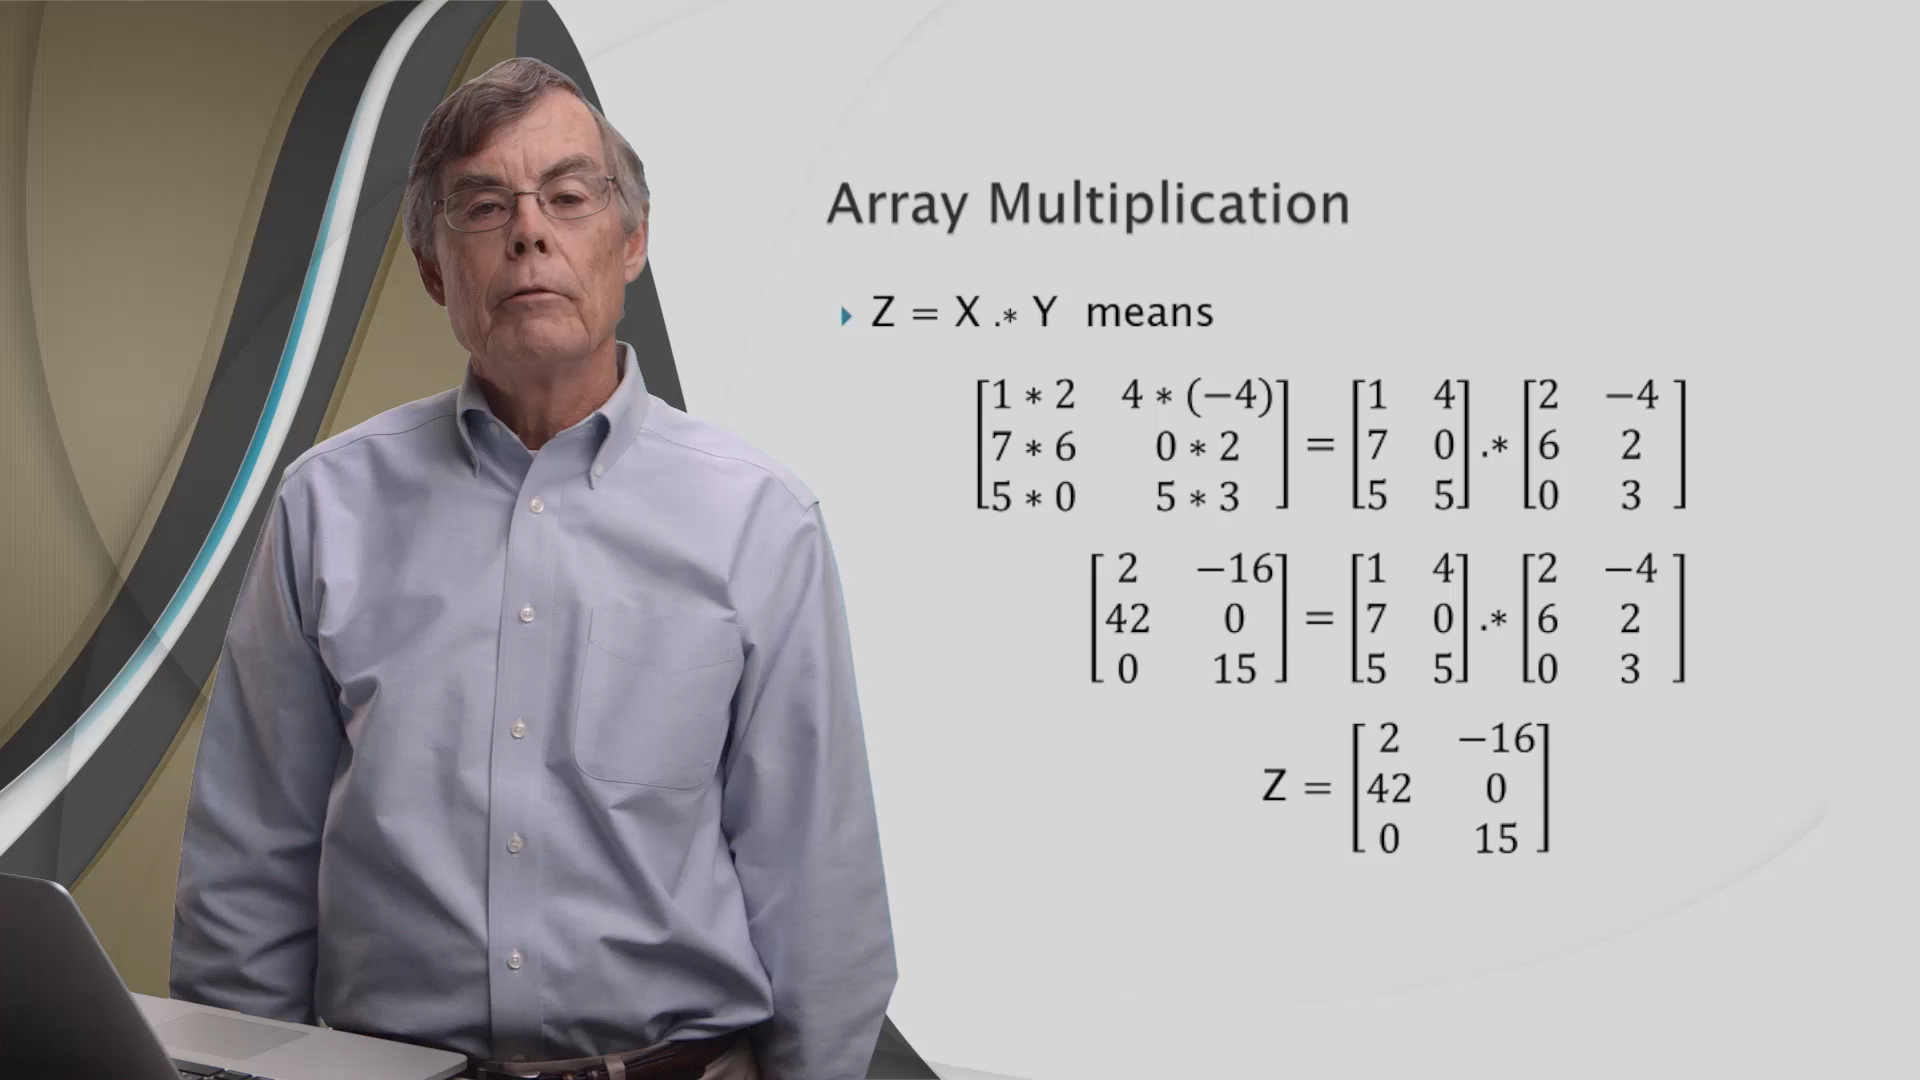 Array Multiplication
Z = X .* Y means
[1 * 2 4 * (−4)] = [1 4] .* [2 −4]
[7 * 6 0 * 2] [7 0] [6 2]
[5 * 0 5 * 3] [5 5] [0 3]
[2 −16] = [1 4] .* [2 −4]
[42 0] [7 0] [6 2]
[0 15] [5 5] [0 3]
Z = [2 −16]
[42 0]
[0 15]